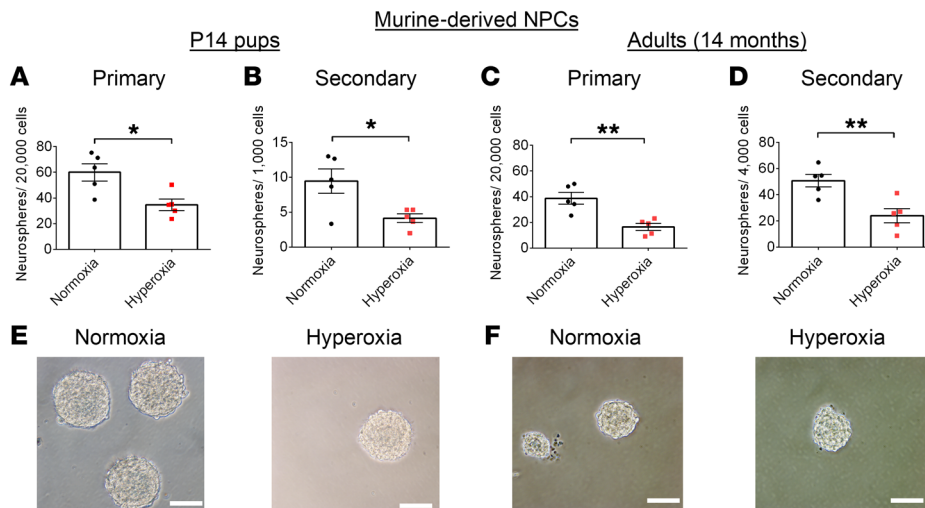 Murine-derived NPCs
P14 pups
Adults (14 months)
A
Primary
*
Neurospheres/ 20,000 cells
80
60
40
20
0
Normoxia
Hyperoxia
B
Secondary
*
Neurospheres/ 1,000 cells
15
10
5
0
Normoxia
Hyperoxia
C
Primary
**
Neurospheres/ 20,000 cells
80
60
40
20
0
Normoxia
Hyperoxia
D
Secondary
**
Neurospheres/ 4,000 cells
80
60
40
20
0
Normoxia
Hyperoxia
E
Normoxia
Hyperoxia
F
Normoxia
Hyperoxia